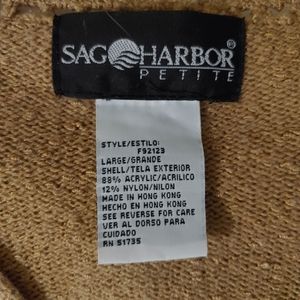 SAG HARBOR®
PETITE
STYLE/ESTILO:
F92123
LARGE/GRANDE
SHELL/TELA EXTERIOR
88% ACRYLIC/ACRILICO
12% NYLON/NILON
MADE IN HONG KONG
HECHO EN HONG KONG
SEE REVERSE FOR CARE
VER AL DORSO PARA
CUIDADO
RN 51735